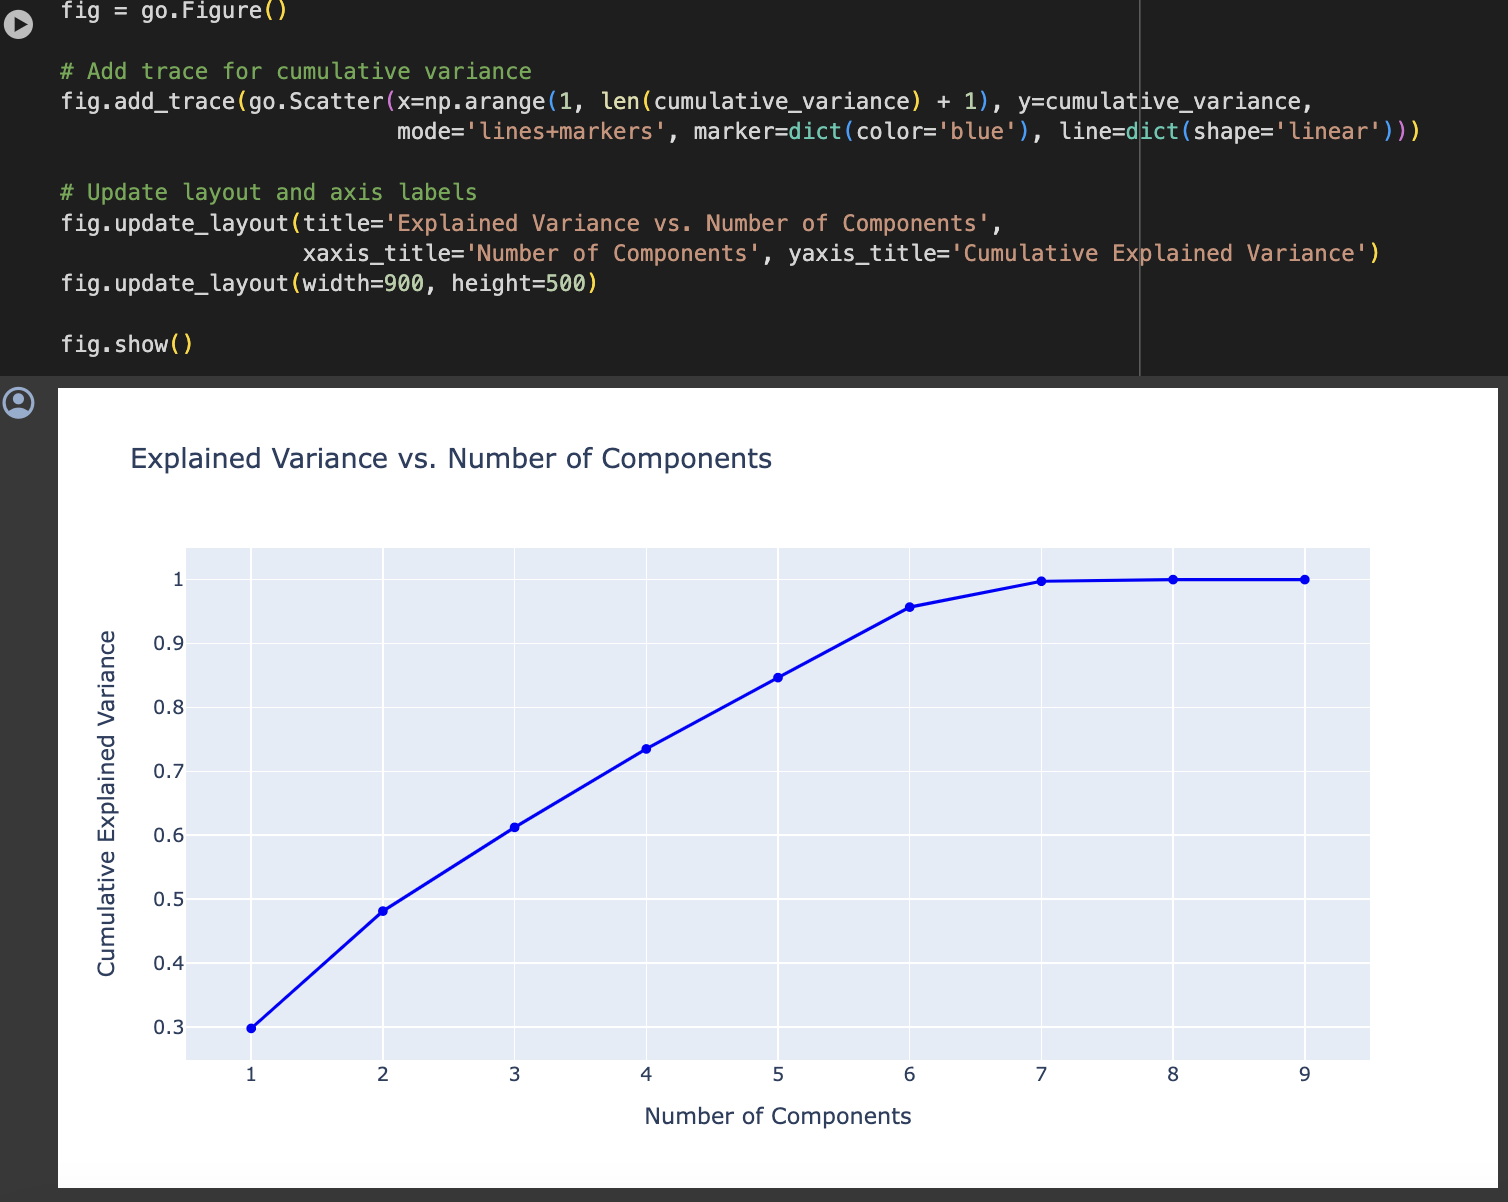 fig = go.Figure()
# Add trace for cumulative variance
fig.add_trace(go.Scatter(x=np.arange(1, len(cumulative_variance) + 1), y=cumulative_variance,
mode='lines+markers', marker=dict(color='blue'), line=dict(shape='linear')))
# Update layout and axis labels
fig.update_layout(title='Explained Variance vs. Number of Components',
xaxis_title='Number of Components', yaxis_title='Cumulative Explained Variance')
fig.update_layout(width=900, height=500)
fig.show()
Explained Variance vs. Number of Components
1
0.9
0.8
0.7
0.6
0.5
0.4
0.3
Cumulative Explained Variance
1 2 3 4 5 6 7 8 9
Number of Components